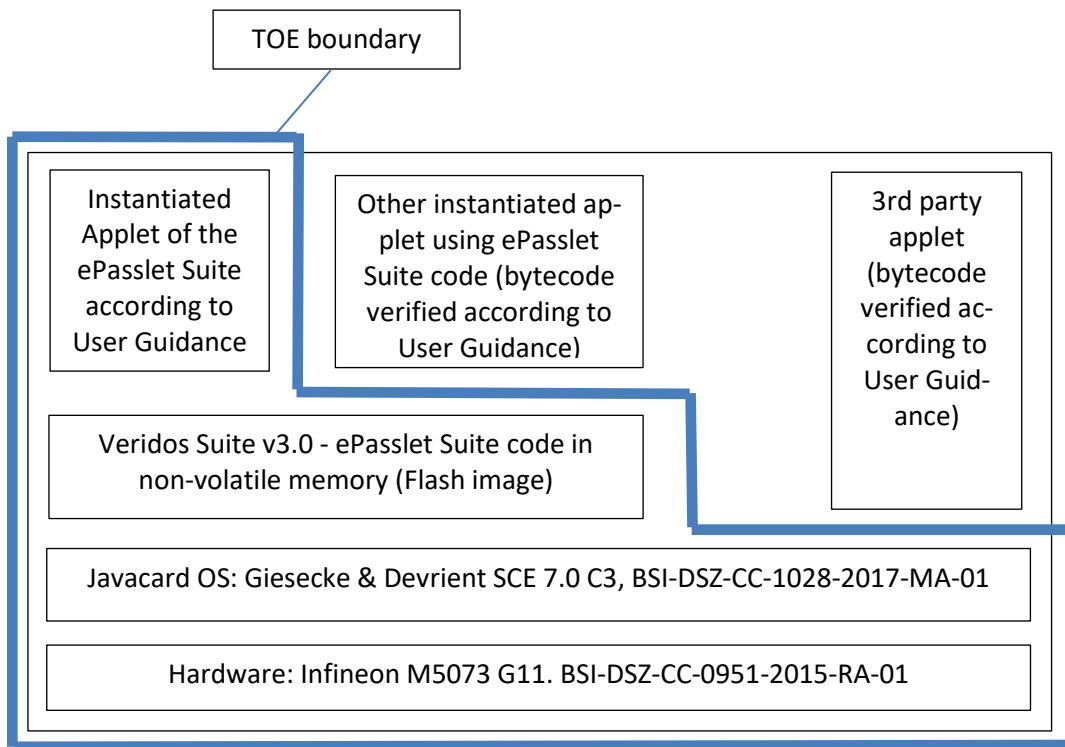 TOE boundary
Instantiated
Applet of the
ePasslet Suite
according to
User Guidance
Other instantiated ap-
plet using ePasslet
Suite code (bytecode
verified according to
User Guidance)
3rd party
applet
(bytecode
verified ac-
cording to
User Guid-
ance)
Veridos Suite v3.0 - ePasslet Suite code in
non-volatile memory (Flash image)
Javacard OS: Giesecke & Devrient SCE 7.0 C3, BSI-DSZ-CC-1028-2017-MA-01
Hardware: Infineon M5073 G11. BSI-DSZ-CC-0951-2015-RA-01